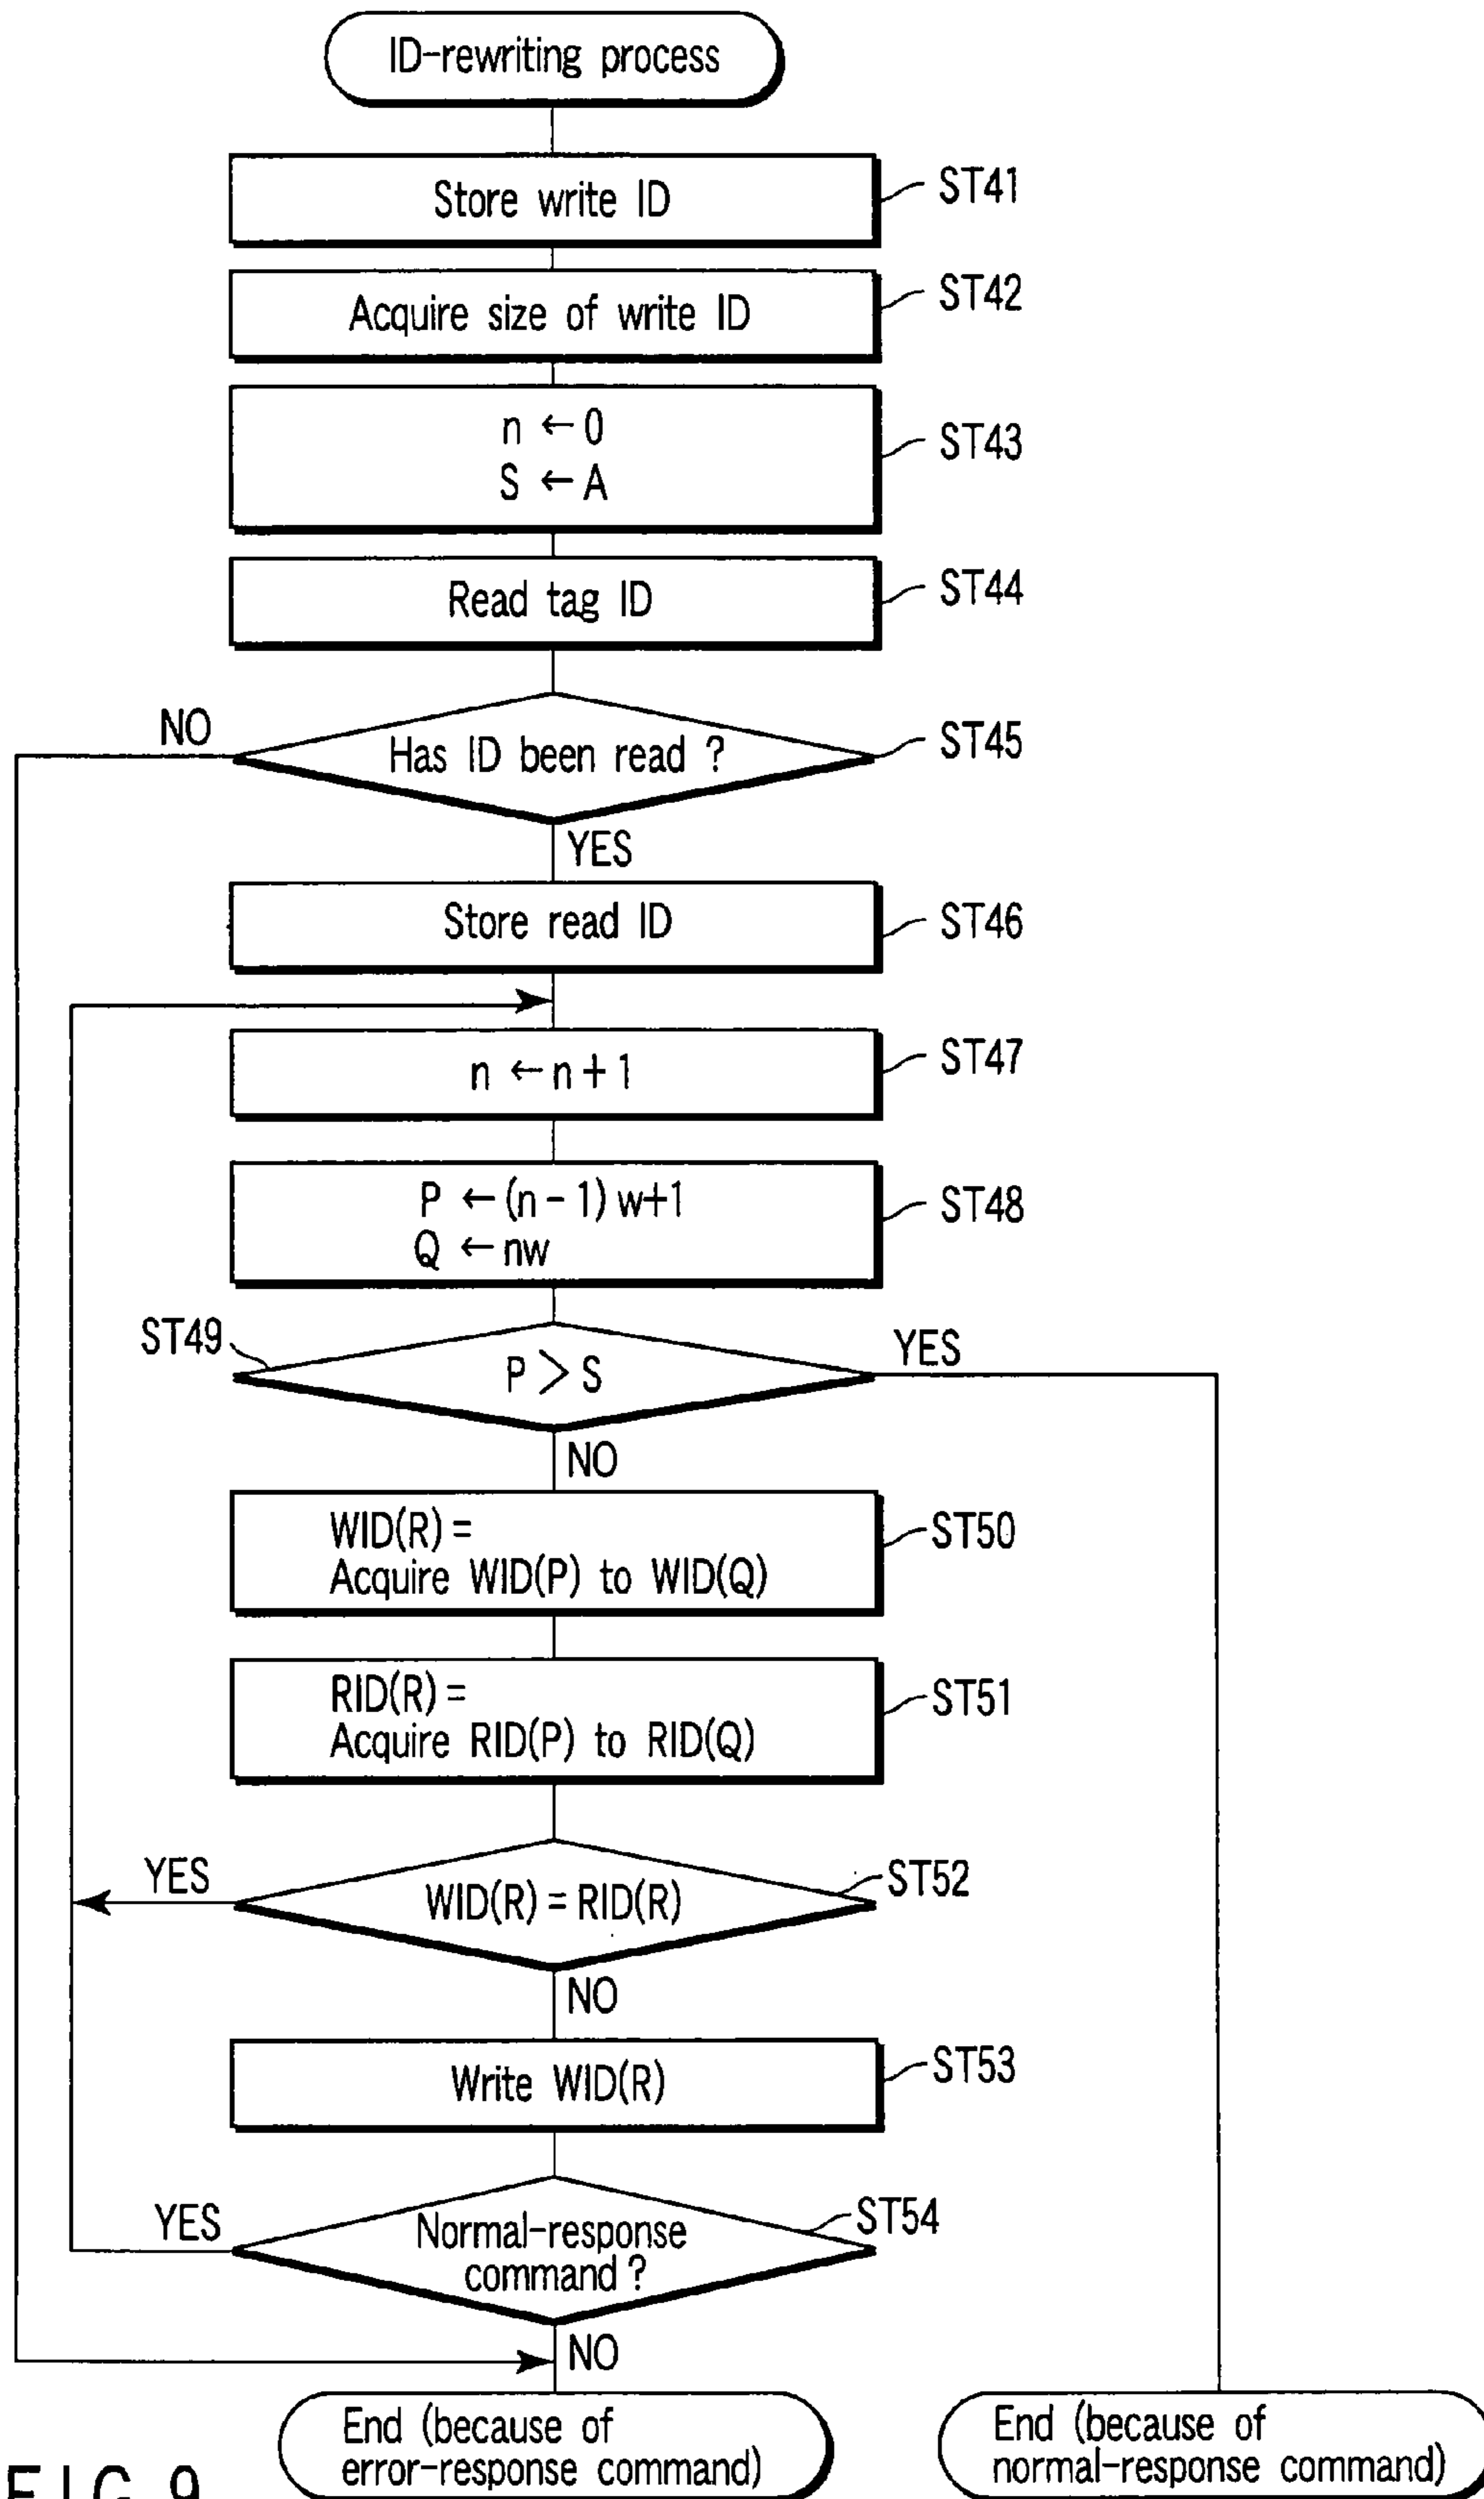 ID-rewriting process
Store write ID
ST41
Acquire size of write ID
ST42
n ← 0
S ← A
ST43
Read tag ID
ST44
NO
Has ID been read ?
ST45
YES
Store read ID
ST46
n ← n + 1
ST47
P ← (n - 1) w+1
Q ← nw
ST48
ST49
P > S
YES
NO
WID(R) =
Acquire WID(P) to WID(Q)
ST50
RID(R) =
Acquire RID(P) to RID(Q)
ST51
YES
WID(R) = RID(R)
ST52
NO
Write WID(R)
ST53
YES
Normal-response
command ?
ST54
NO
End (because of
error-response command)
End (because of
normal-response command)
FIG. 9